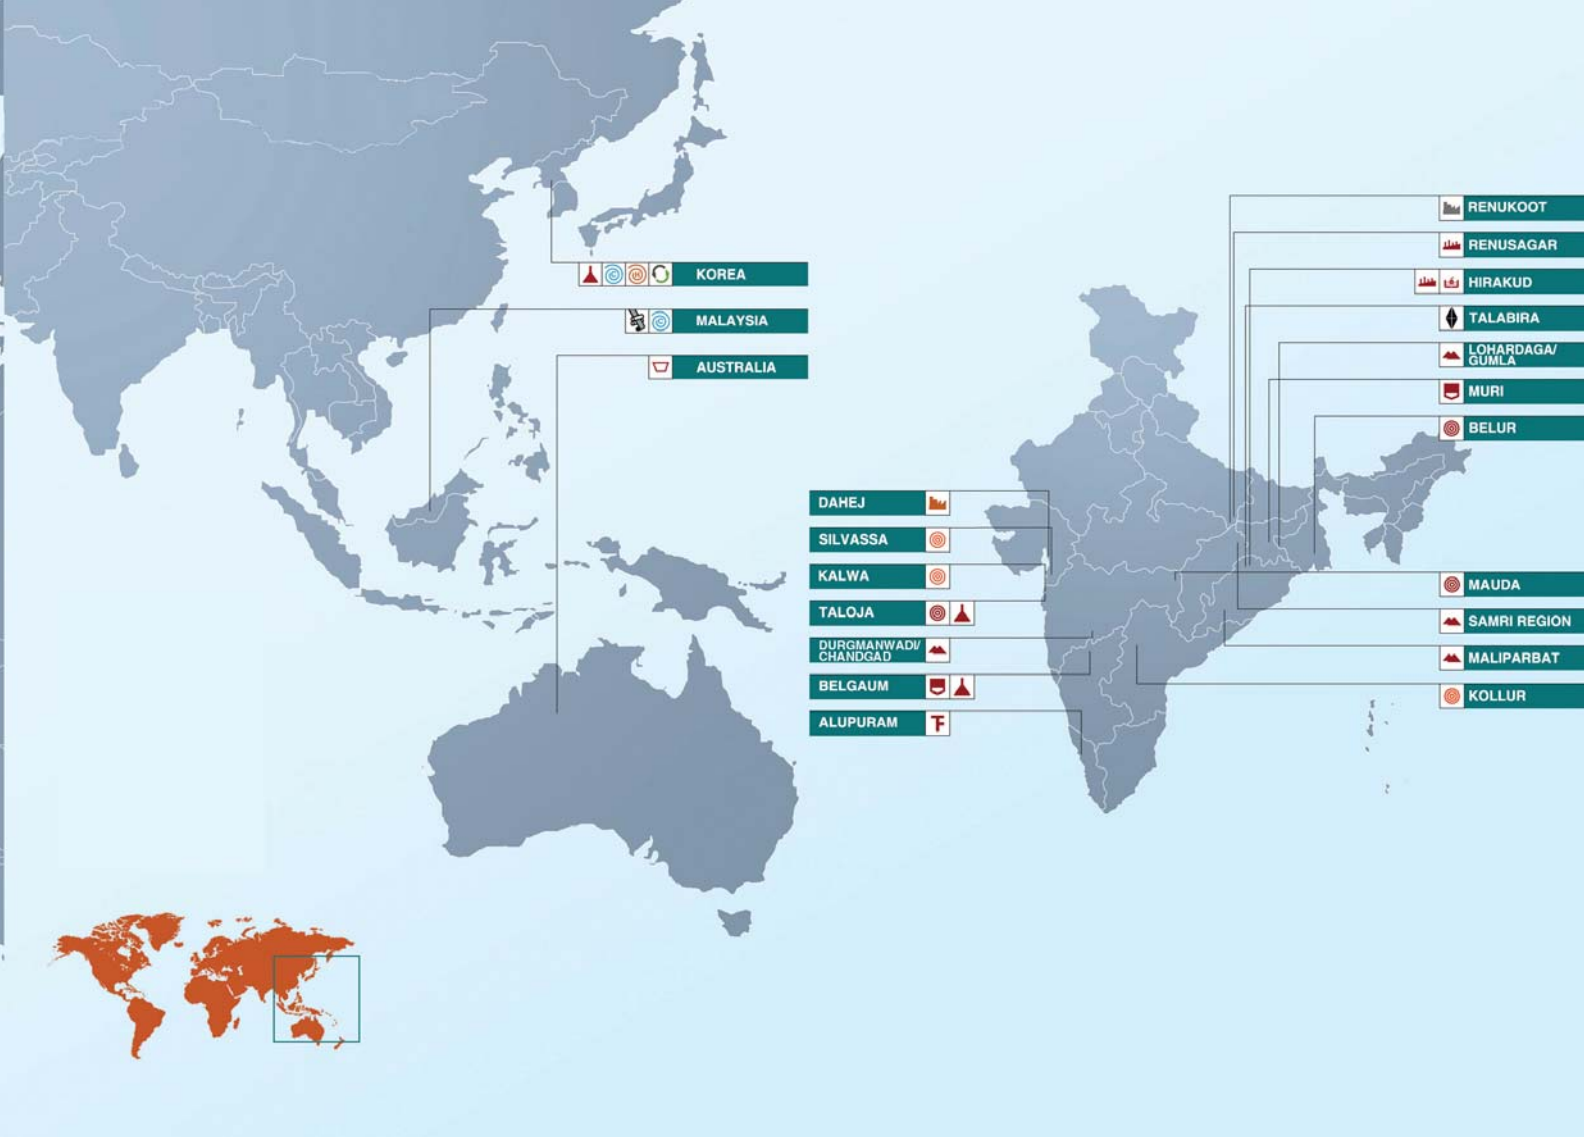 KOREA
MALAYSIA
AUSTRALIA
DAHEJ
SILVASSA
KALWA
TALOJA
DURGMANWADI/
CHANDGAD
BELGAUM
ALUPURAM
RENUKOOT
RENUSAGAR
HIRAKUD
TALABIRA
LOHARDAGA/
GUMLA
MURI
BELUR
MAUDA
SAMRI REGION
MALIPARBAT
KOLLUR